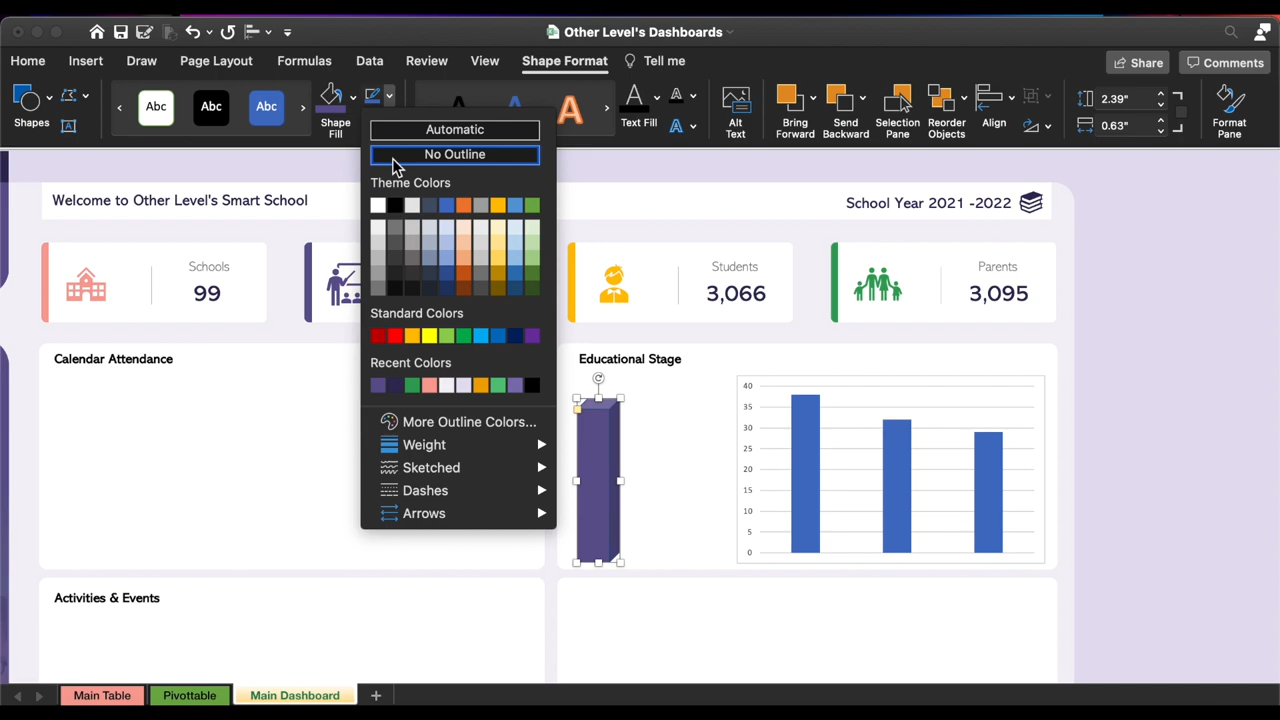 Other Level's Dashboards
Home Insert Draw Page Layout Formulas Data Review View Shape Format Tell me Share Comments
Shapes
Abc Abc Abc
Shape Fill
Text Fill
Alt Text
Bring Forward
Send Backward
Selection Pane
Reorder Objects
Align
2.39"
0.63"
Format Pane
Automatic
No Outline
Theme Colors
Standard Colors
Recent Colors
More Outline Colors...
Weight
Sketched
Dashes
Arrows
Welcome to Other Level's Smart School
School Year 2021 -2022
Schools
99
Students
3,066
Parents
3,095
Calendar Attendance
Educational Stage
40
35
30
25
20
15
10
5
0
Activities & Events
Main Table Pivottable Main Dashboard